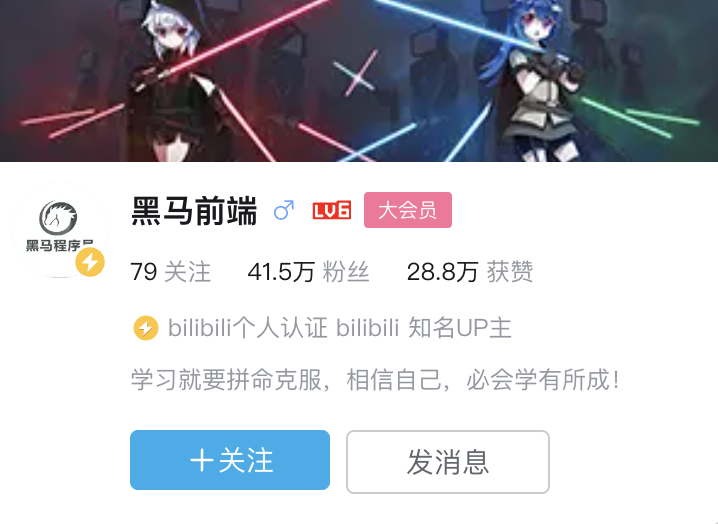 黑马前端 ♂ LV6 大会员
黑马程序员
79 关注 41.5万 粉丝 28.8万 获赞
bilibili个人认证 bilibili 知名UP主
学习就要拼命克服，相信自己，必会学有所成！
＋关注 发消息